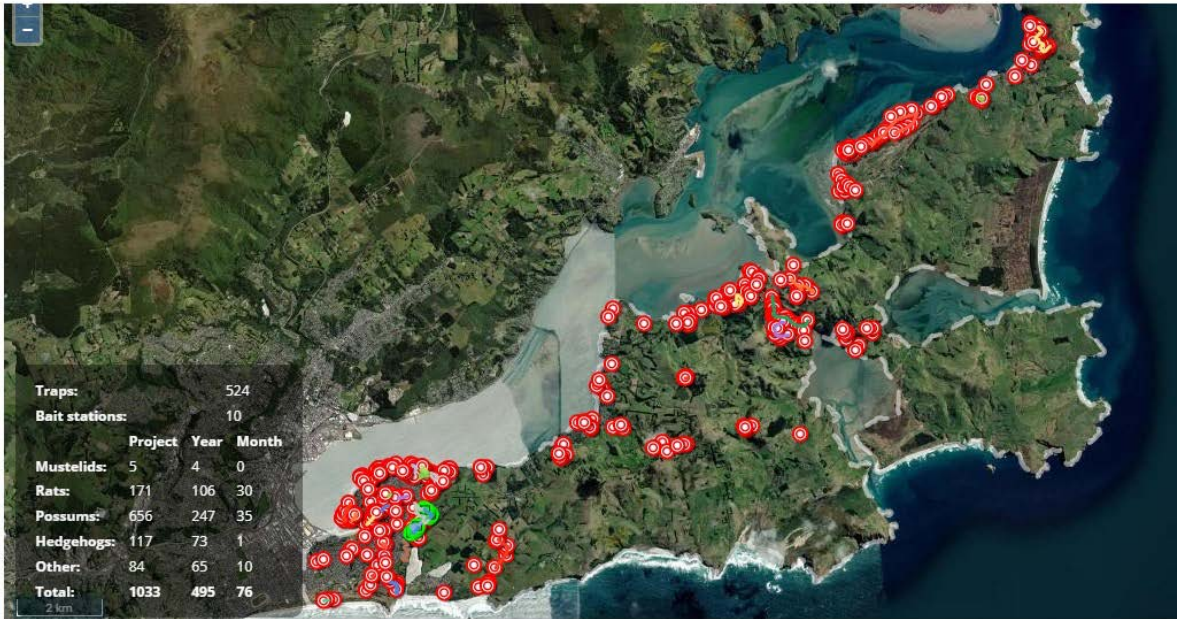 +
−
Traps: 524
Bait stations: 10
Project Year Month
Mustelids: 5 4 0
Rats: 171 106 30
Possums: 656 247 35
Hedgehogs: 117 73 1
Other: 84 65 10
Total: 1033 495 76
2 km